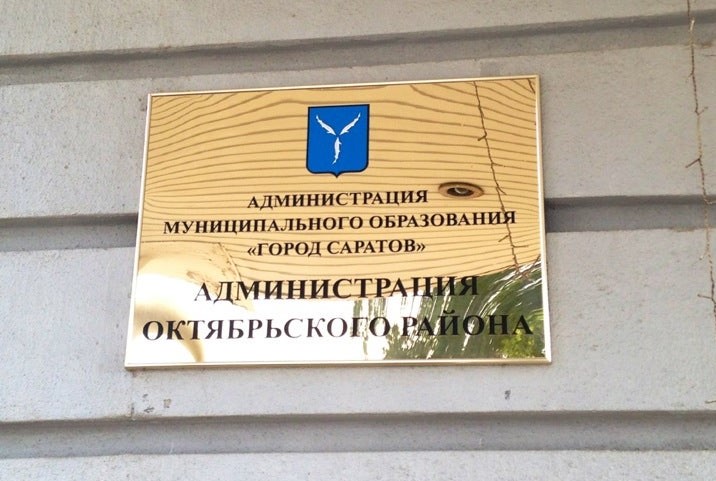 АДМИНИСТРАЦИЯ
МУНИЦИПАЛЬНОГО ОБРАЗОВАНИЯ
«ГОРОД САРАТОВ»
АДМИНИСТРАЦИЯ
ОКТЯБРЬСКОГО РАЙОНА